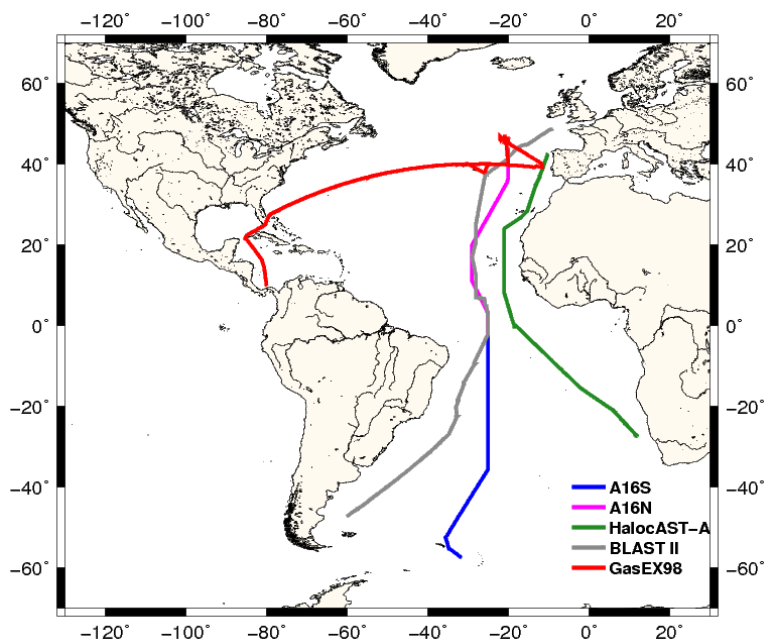 −120° −100° −80° −60° −40° −20° 0° 20°
60° 60°
40° 40°
20° 20°
0° 0°
−20° −20°
−40° −40°
−60° −60°
A16S
A16N
HalocAST−A
BLAST II
GasEX98
−120° −100° −80° −60° −40° −20° 0° 20°